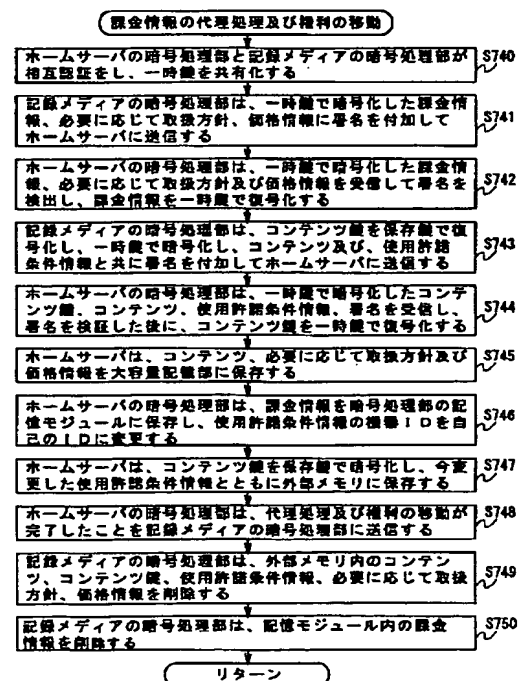 課金情報の代理処理及び権利の移動
ホームサーバの暗号処理部と記録メディアの暗号処理部が
相互認証をし、一時鍵を共有化する
S740
記録メディアの暗号処理部は、一時鍵で暗号化した課金情
報、必要に応じて取扱方針、価格情報に署名を付加して
ホームサーバに送信する
S741
ホームサーバの暗号処理部は、一時鍵で暗号化した課金情
報、必要に応じて取扱方針及び価格情報を受信して署名を
検出し、課金情報を一時鍵で復号化する
S742
記録メディアの暗号処理部は、コンテンツ鍵を保存鍵で復
号化し、一時鍵で暗号化し、コンテンツ及び、使用許諾
条件情報と共に署名を付加してホームサーバに送信する
S743
ホームサーバの暗号処理部は、一時鍵で暗号化したコンテ
ンツ鍵、コンテンツ、使用許諾条件情報、署名を受信し、
署名を検証した後に、コンテンツ鍵を一時鍵で復号化する
S744
ホームサーバは、コンテンツ、必要に応じて取扱方針及び
価格情報を大容量記憶部に保存する
S745
ホームサーバの暗号処理部は、課金情報を暗号処理部の記
憶モジュールに保存し、使用許諾条件情報の機器IDを自
己のIDに変更する
S746
ホームサーバは、コンテンツ鍵を保存鍵で暗号化し、今変
更した使用許諾条件情報とともに外部メモリに保存する
S747
ホームサーバの暗号処理部は、代理処理及び権利の移動が
完了したことを記録メディアの暗号処理部に送信する
S748
記録メディアの暗号処理部は、外部メモリ内のコンテン
ツ、コンテンツ鍵、使用許諾条件情報、必要に応じて取扱
方針、価格情報を削除する
S749
記録メディアの暗号処理部は、記憶モジュール内の課金
情報を削除する
S750
リターン